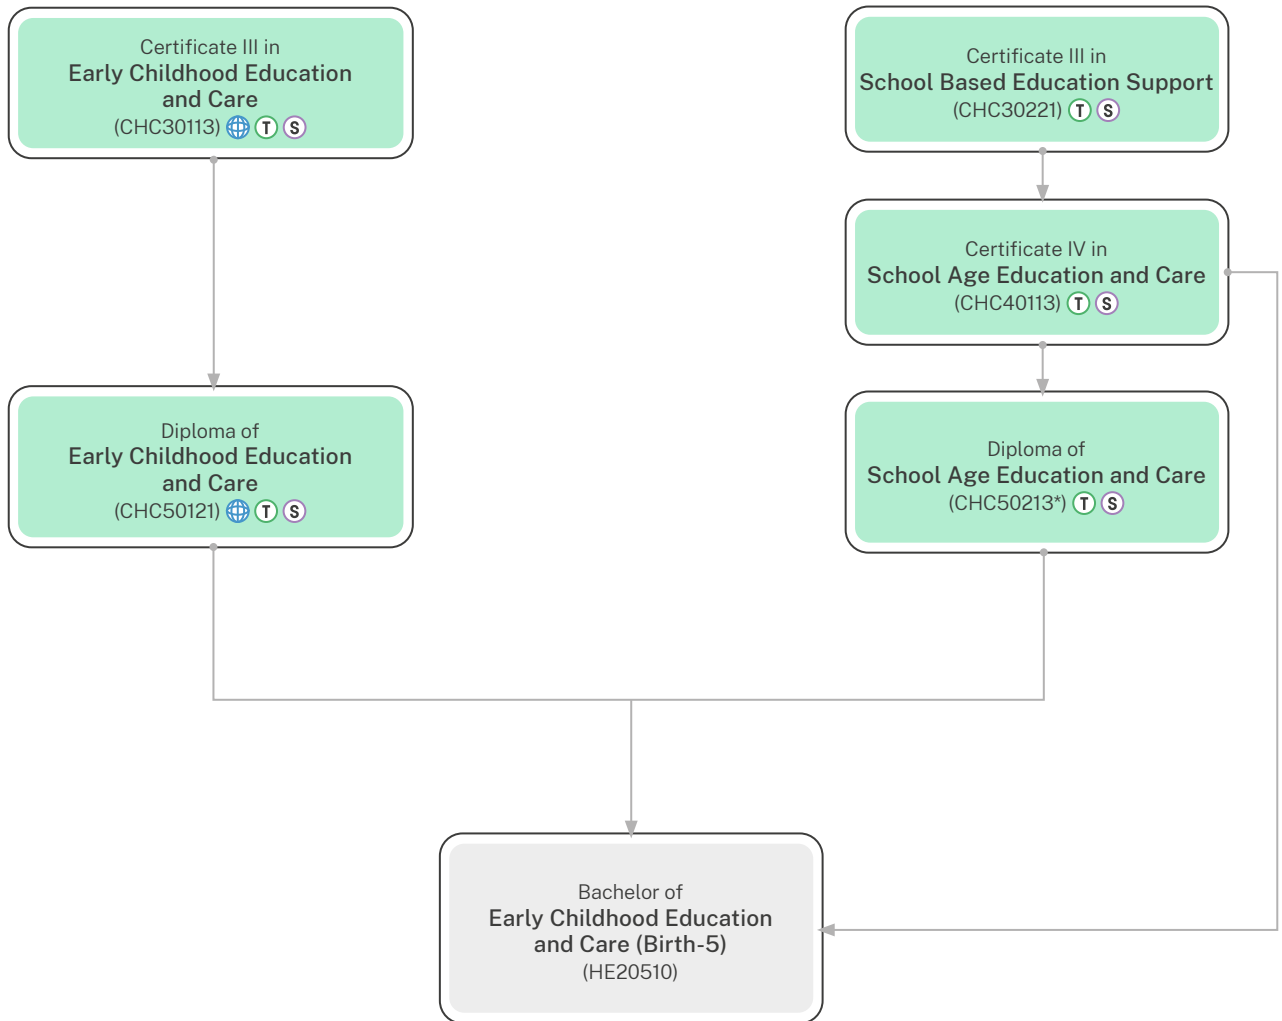 Certificate III in
Early Childhood Education
and Care
(CHC30113) T S
Certificate III in
School Based Education Support
(CHC30221) T S
Certificate IV in
School Age Education and Care
(CHC40113) T S
Diploma of
Early Childhood Education
and Care
(CHC50121) T S
Diploma of
School Age Education and Care
(CHC50213*) T S
Bachelor of
Early Childhood Education
and Care (Birth-5)
(HE20510)